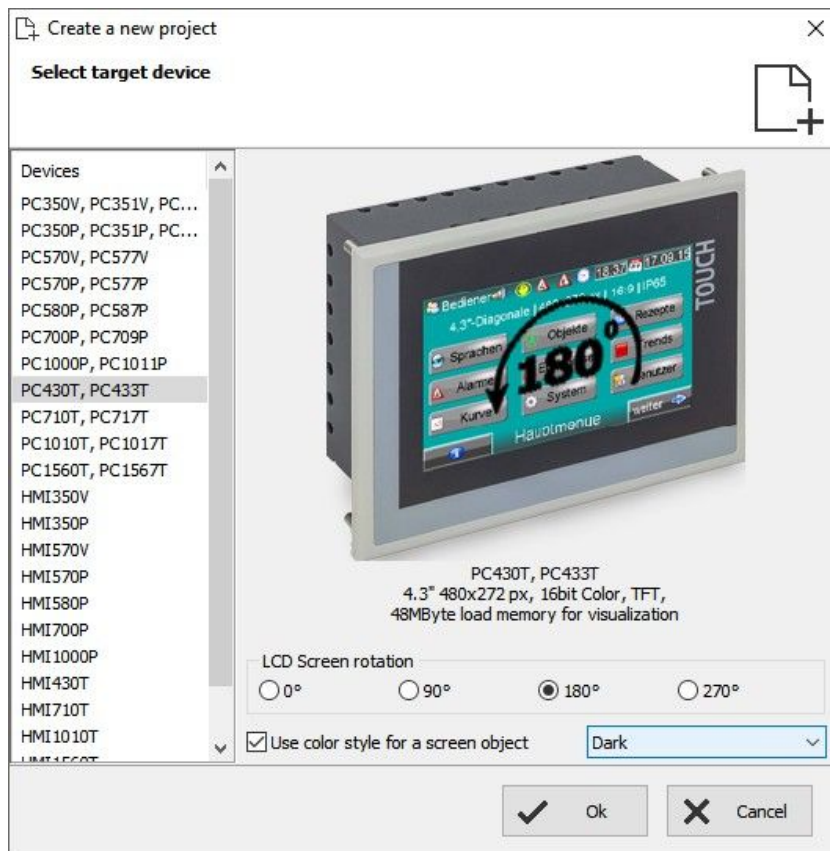 Create a new project
Select target device
Devices
PC350V, PC351V, PC...
PC350P, PC351P, PC...
PC570V, PC577V
PC570P, PC577P
PC580P, PC587P
PC700P, PC709P
PC1000P, PC1011P
PC430T, PC433T
PC710T, PC717T
PC1010T, PC1017T
PC1560T, PC1567T
HMI350V
HMI350P
HMI570V
HMI570P
HMI580P
HMI700P
HMI1000P
HMI430T
HMI710T
HMI1010T
HMI1560T
TOUCH
Bediener 18:37 17.09.15
4,3"-Diagonale | 16:9 | IP65
Sprachen Objekte Rezepte
Alarme Trends
Kurve System
Hauptmenue weiter
180°
PC430T, PC433T
4.3" 480x272 px, 16bit Color, TFT,
48MByte load memory for visualization
LCD Screen rotation
0° 90° 180° 270°
Use color style for a screen object Dark
Ok Cancel